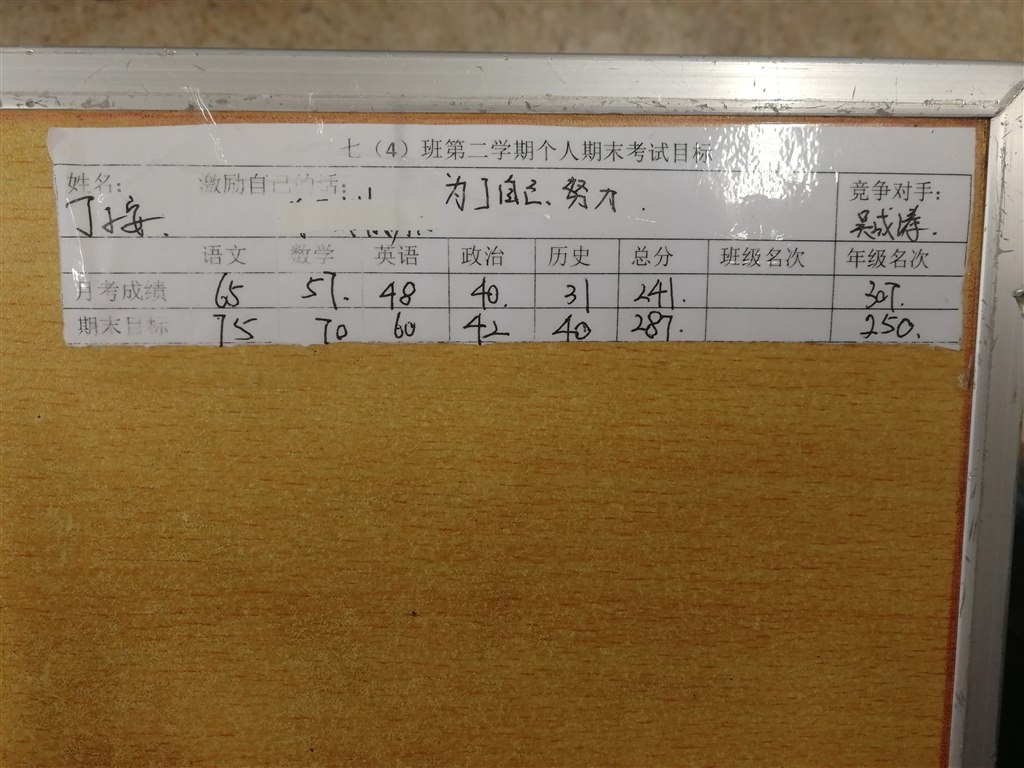 七（4）班第二学期个人期末考试目标
姓名： 激励自己的话： 为了自己、努力． 竞争对手：
丁 吴成涛．
语文 数学 英语 政治 历史 总分 班级名次 年级名次
月考成绩 65 57． 48 40． 31 241． 307．
期末目标 75 70 60 42 40 287． 250．